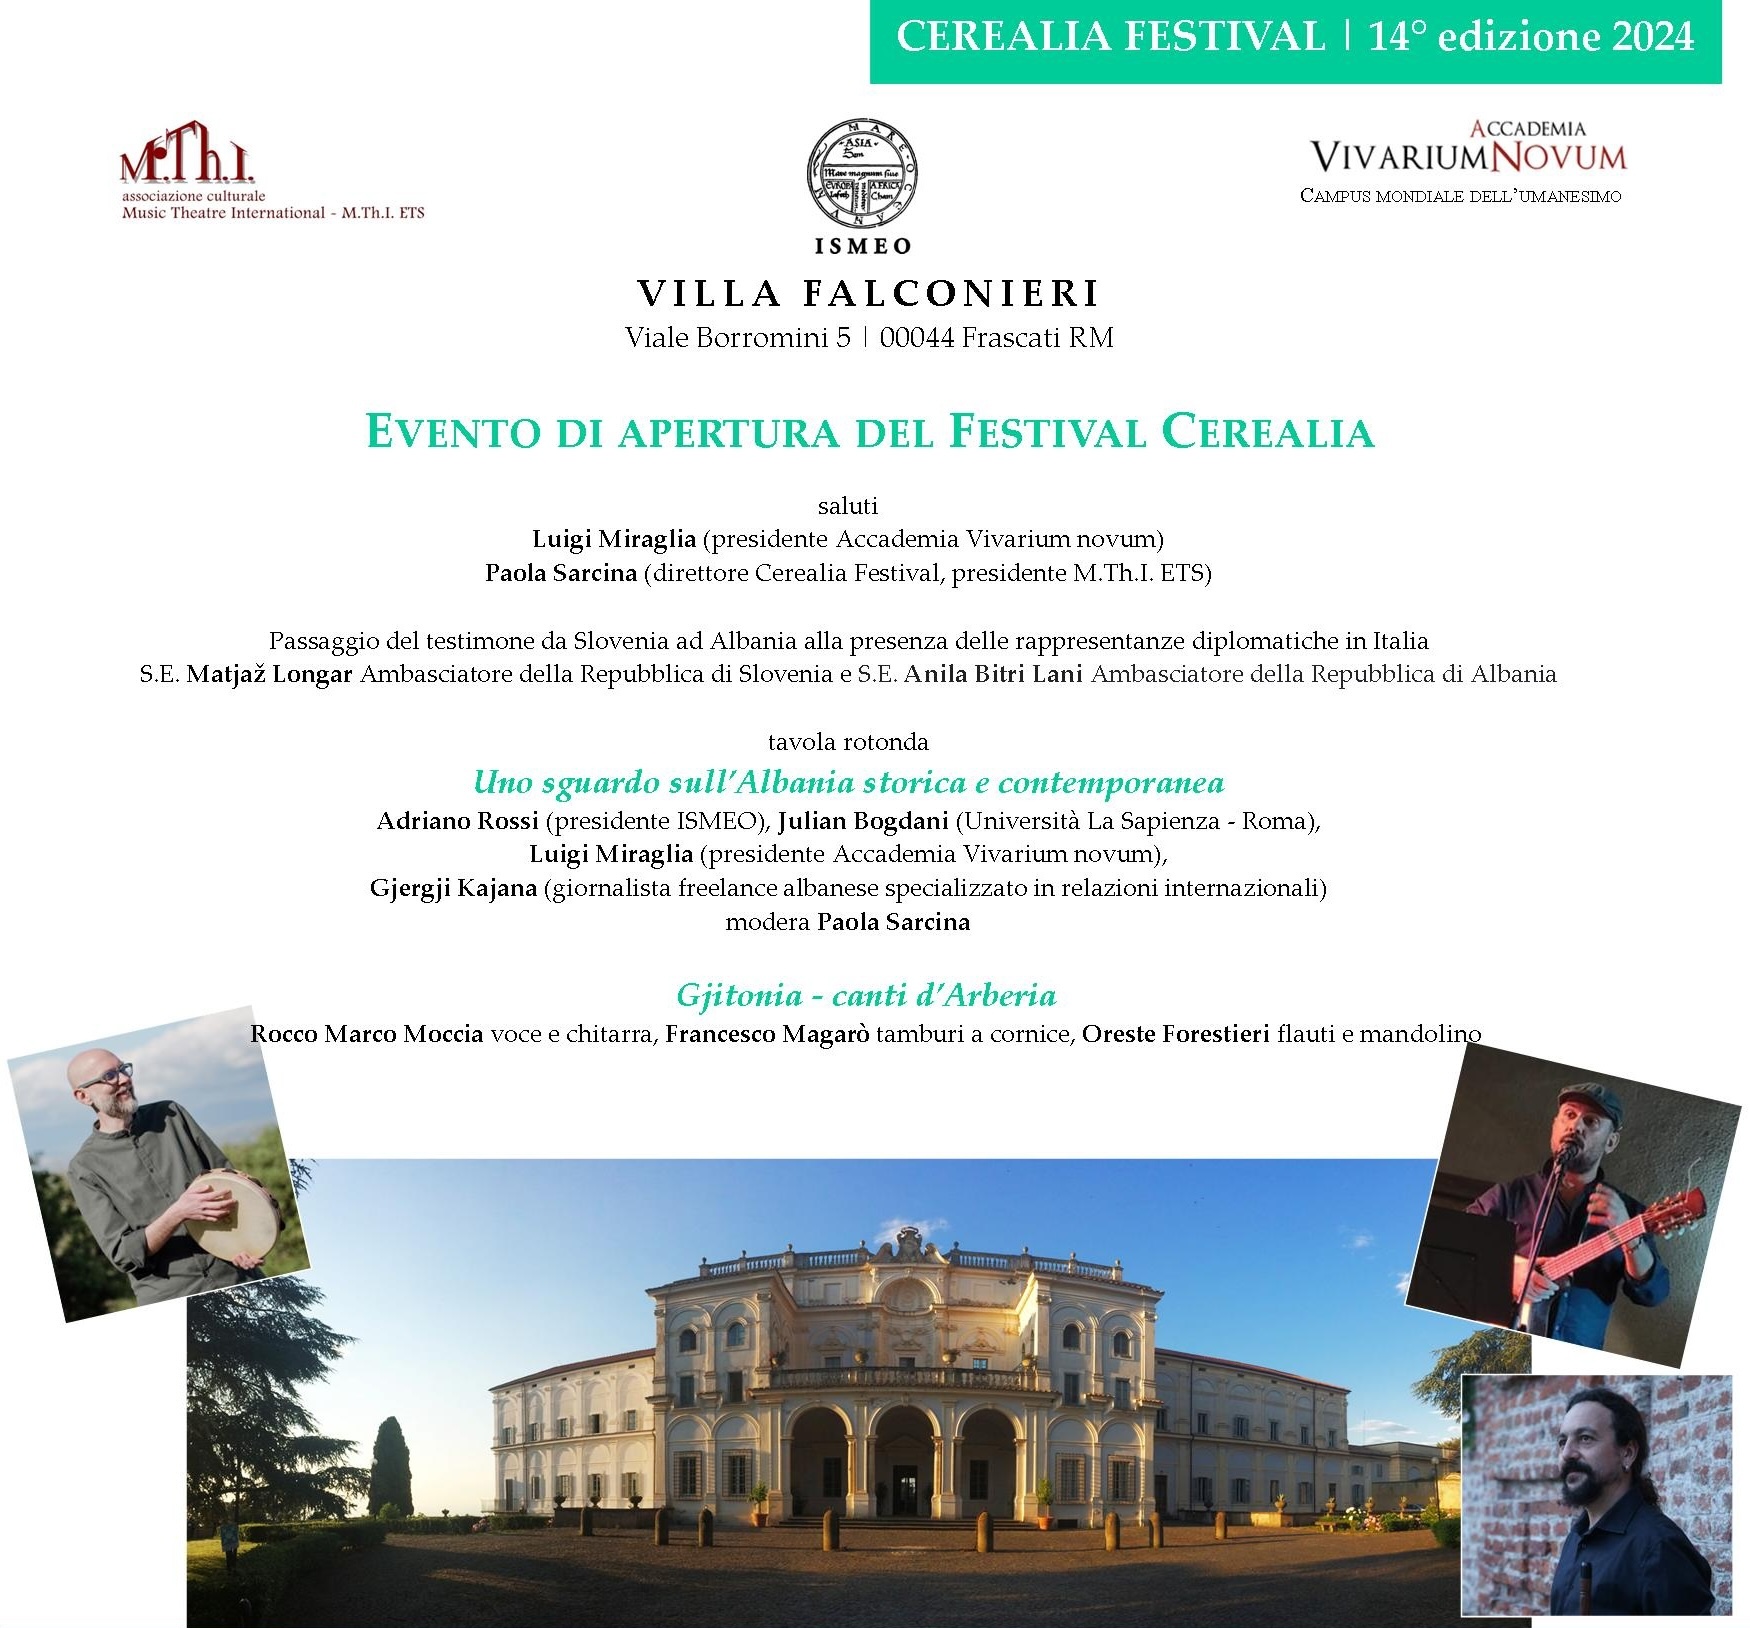 CEREALIA FESTIVAL | 14° edizione 2024
M.Th.I.
associazione culturale
Music Theatre International - M.Th.I. ETS
MARE OCEANUM
ASIA
Sem
Mare magnum sive
EVROPA
AFRICA
Iafeth
Cham
ISMEO
ACCADEMIA
VIVARIUMNOVUM
CAMPUS MONDIALE DELL'UMANESIMO
VILLA FALCONIERI
Viale Borromini 5 | 00044 Frascati RM
EVENTO DI APERTURA DEL FESTIVAL CEREALIA
saluti
Luigi Miraglia (presidente Accademia Vivarium novum)
Paola Sarcina (direttore Cerealia Festival, presidente M.Th.I. ETS)
Passaggio del testimone da Slovenia ad Albania alla presenza delle rappresentanze diplomatiche in Italia
S.E. Matjaž Longar Ambasciatore della Repubblica di Slovenia e S.E. Anila Bitri Lani Ambasciatore della Repubblica di Albania
tavola rotonda
Uno sguardo sull'Albania storica e contemporanea
Adriano Rossi (presidente ISMEO), Julian Bogdani (Università La Sapienza - Roma),
Luigi Miraglia (presidente Accademia Vivarium novum),
Gjergji Kajana (giornalista freelance albanese specializzato in relazioni internazionali)
modera Paola Sarcina
Gjitonia - canti d'Arberia
Rocco Marco Moccia voce e chitarra, Francesco Magarò tamburi a cornice, Oreste Forestieri flauti e mandolino